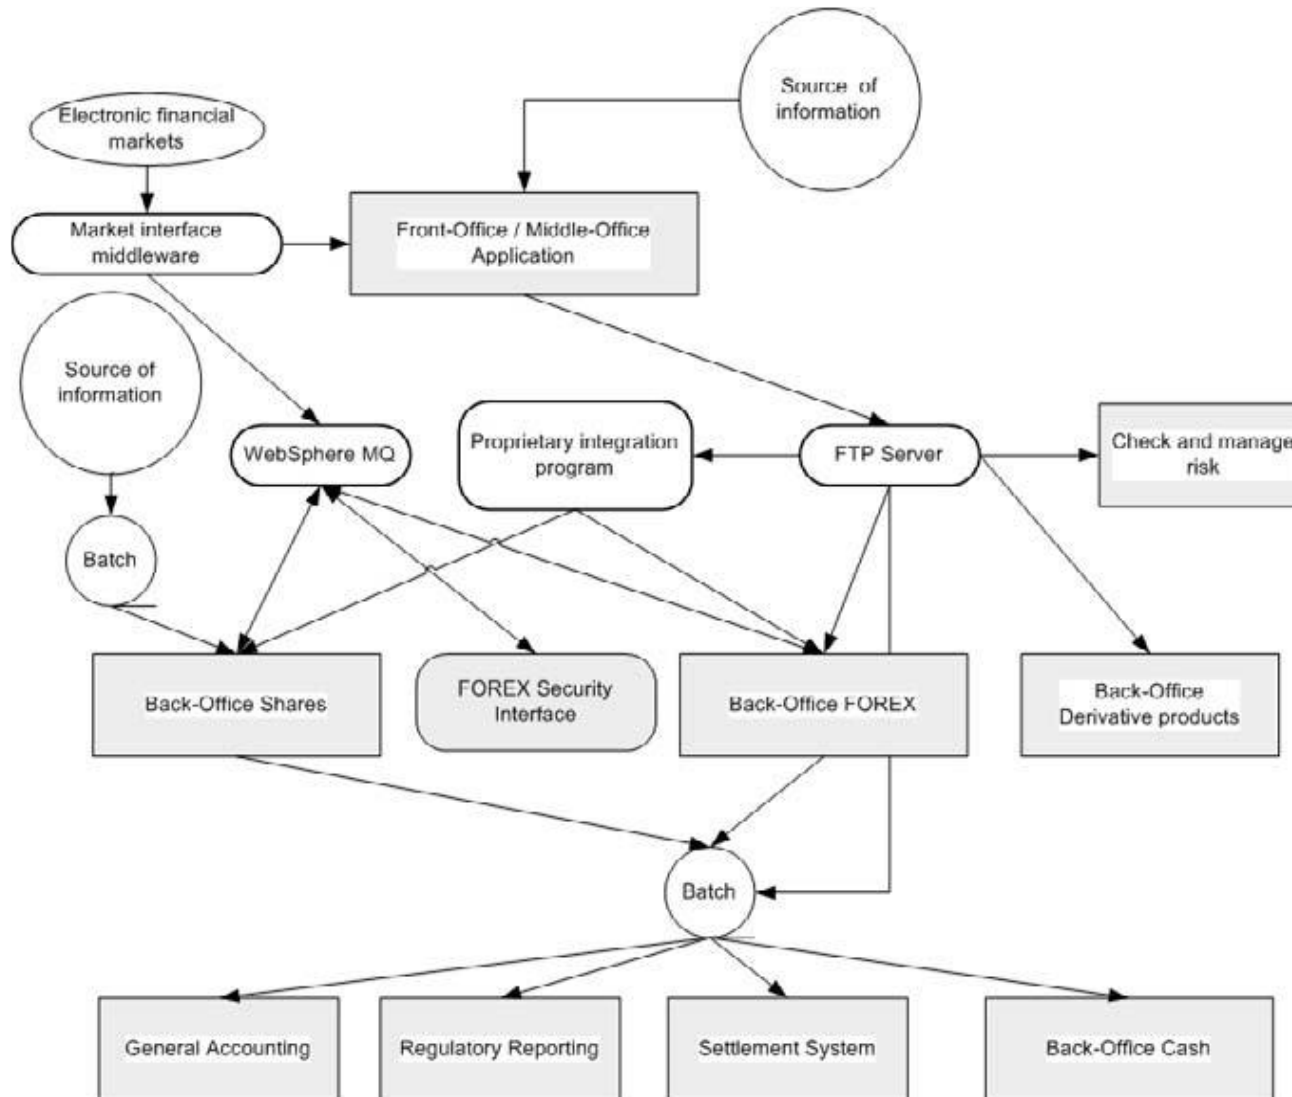 Source of
information
Electronic financial
markets
Market interface
middleware
Front-Office / Middle-Office
Application
Source of
information
WebSphere MQ
Proprietary integration
program
FTP Server
Check and manage
risk
Batch
Back-Office Shares
FOREX Security
Interface
Back-Office FOREX
Back-Office
Derivative products
Batch
General Accounting
Regulatory Reporting
Settlement System
Back-Office Cash